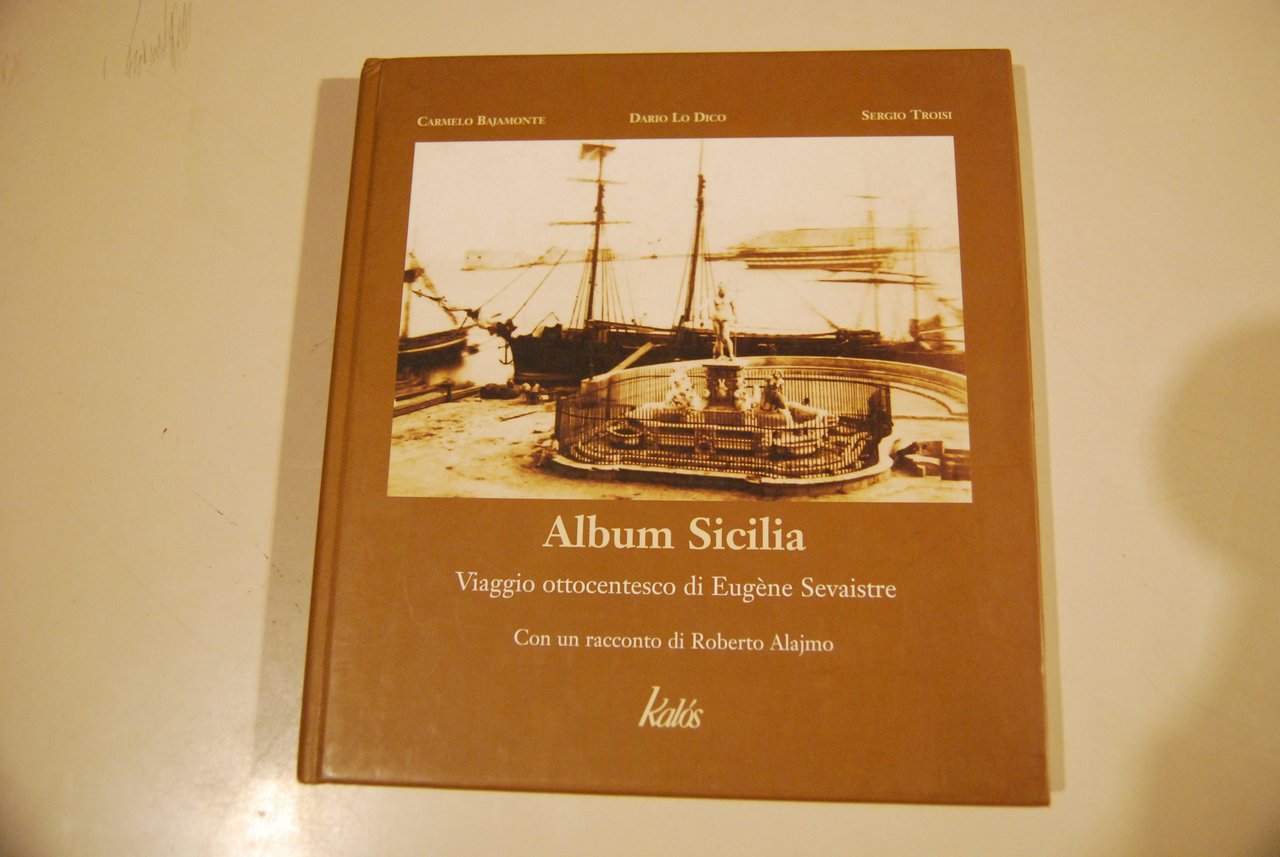 Carmelo Bajamonte Dario Lo Dico Sergio Troisi
Album Sicilia
Viaggio ottocentesco di Eugène Sevaistre
Con un racconto di Roberto Alajmo
Kalós